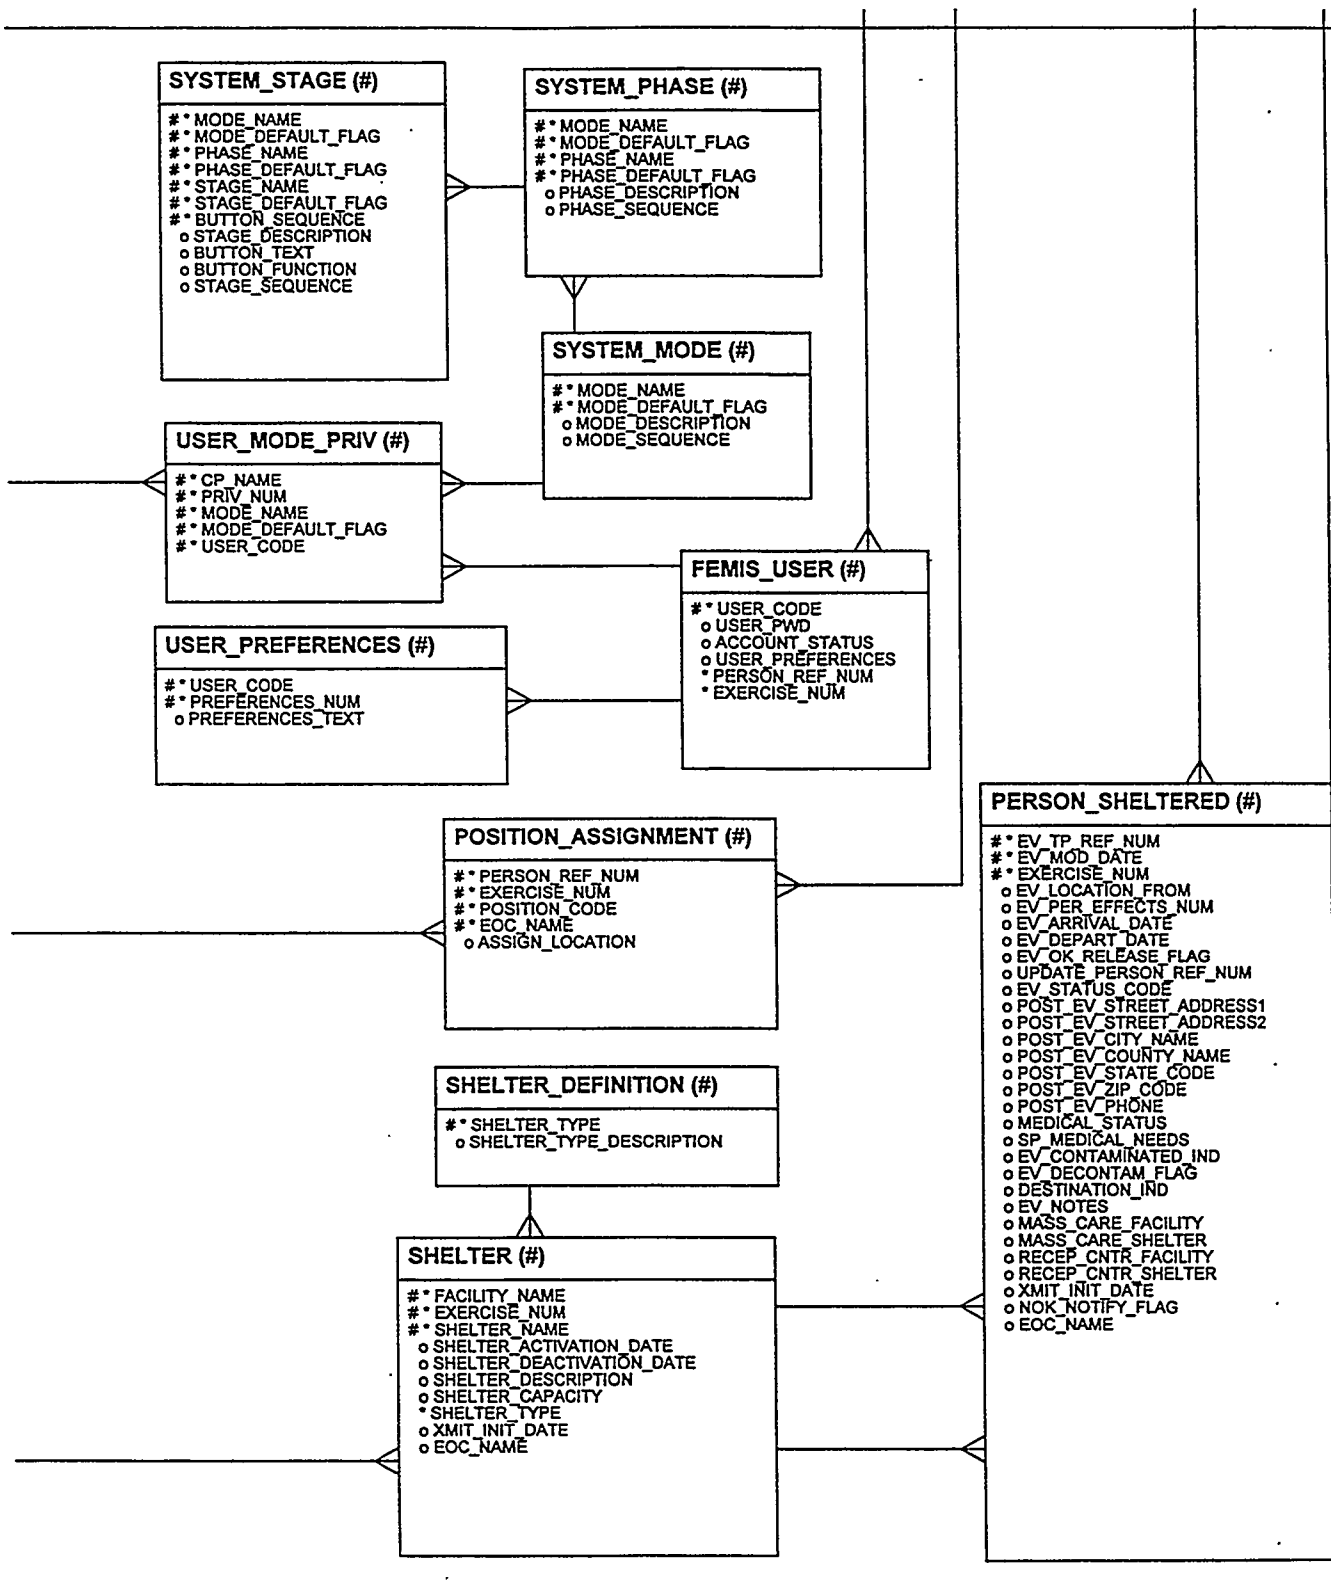 SYSTEM_STAGE (#)
#* MODE_NAME
#* MODE_DEFAULT_FLAG
#* PHASE_NAME
#* PHASE_DEFAULT_FLAG
#* STAGE_NAME
#* STAGE_DEFAULT_FLAG
#* BUTTON_SEQUENCE
o STAGE_DESCRIPTION
o BUTTON_TEXT
o BUTTON_FUNCTION
o STAGE_SEQUENCE
SYSTEM_PHASE (#)
#* MODE_NAME
#* MODE_DEFAULT_FLAG
#* PHASE_NAME
#* PHASE_DEFAULT_FLAG
o PHASE_DESCRIPTION
o PHASE_SEQUENCE
SYSTEM_MODE (#)
#* MODE_NAME
#* MODE_DEFAULT_FLAG
o MODE_DESCRIPTION
o MODE_SEQUENCE
USER_MODE_PRIV (#)
#* CP_NAME
#* PRIV_NUM
#* MODE_NAME
#* MODE_DEFAULT_FLAG
#* USER_CODE
FEMIS_USER (#)
#* USER_CODE
o USER_PWD
o ACCOUNT_STATUS
o USER_PREFERENCES
* PERSON_REF_NUM
* EXERCISE_NUM
USER_PREFERENCES (#)
#* USER_CODE
#* PREFERENCES_NUM
o PREFERENCES_TEXT
POSITION_ASSIGNMENT (#)
#* PERSON_REF_NUM
#* EXERCISE_NUM
#* POSITION_CODE
#* EOC_NAME
o ASSIGN_LOCATION
PERSON_SHELTERED (#)
#* EV_TP_REF_NUM
#* EV_MOD_DATE
#* EXERCISE_NUM
o EV_LOCATION_FROM
o EV_PER_EFFECTS_NUM
o EV_ARRIVAL_DATE
o EV_DEPART_DATE
o EV_OK_RELEASE_FLAG
o UPDATE_PERSON_REF_NUM
o EV_STATUS_CODE
o POST_EV_STREET_ADDRESS1
o POST_EV_STREET_ADDRESS2
o POST_EV_CITY_NAME
o POST_EV_COUNTY_NAME
o POST_EV_STATE_CODE
o POST_EV_ZIP_CODE
o POST_EV_PHONE
o MEDICAL_STATUS
o SP_MEDICAL_NEEDS
o EV_CONTAMINATED_IND
o EV_DECONTAM_FLAG
o DESTINATION_IND
o EV_NOTES
o MASS_CARE_FACILITY
o MASS_CARE_SHELTER
o RECEP_CNTR_FACILITY
o RECEP_CNTR_SHELTER
o XMIT_INIT_DATE
o NOK_NOTIFY_FLAG
o EOC_NAME
SHELTER_DEFINITION (#)
#* SHELTER_TYPE
o SHELTER_TYPE_DESCRIPTION
SHELTER (#)
#* FACILITY_NAME
#* EXERCISE_NUM
#* SHELTER_NAME
o SHELTER_ACTIVATION_DATE
o SHELTER_DEACTIVATION_DATE
o SHELTER_DESCRIPTION
o SHELTER_CAPACITY
* SHELTER_TYPE
o XMIT_INIT_DATE
o EOC_NAME